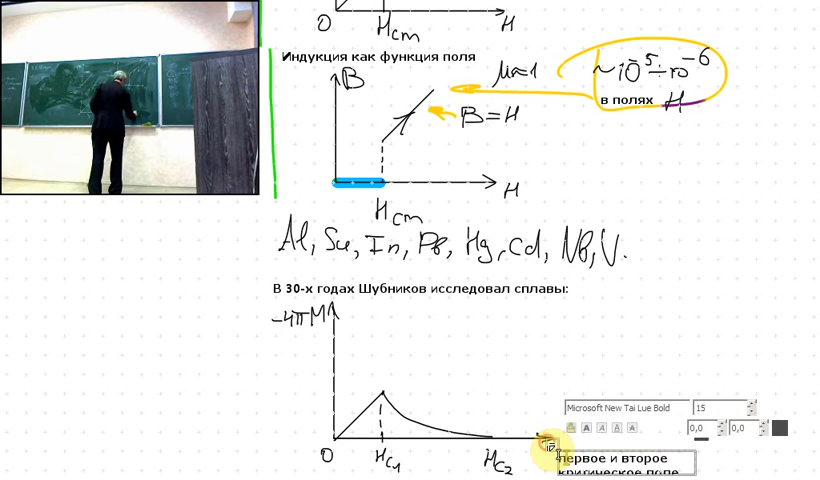 0 Hcm H
Индукция как функция поля
B
μ≈1
~10^-5 – 10^-6
в полях H
B=H
H
Hcm
Al, Sn, In, Pb, Hg, Cd, Nb, V.
В 30-х годах Шубников исследовал сплавы:
-4πM
Microsoft New Tai Lue Bold 15
A A A A
0,0 0,0
0 Hc1 Hc2
первое и второе
критическое поле